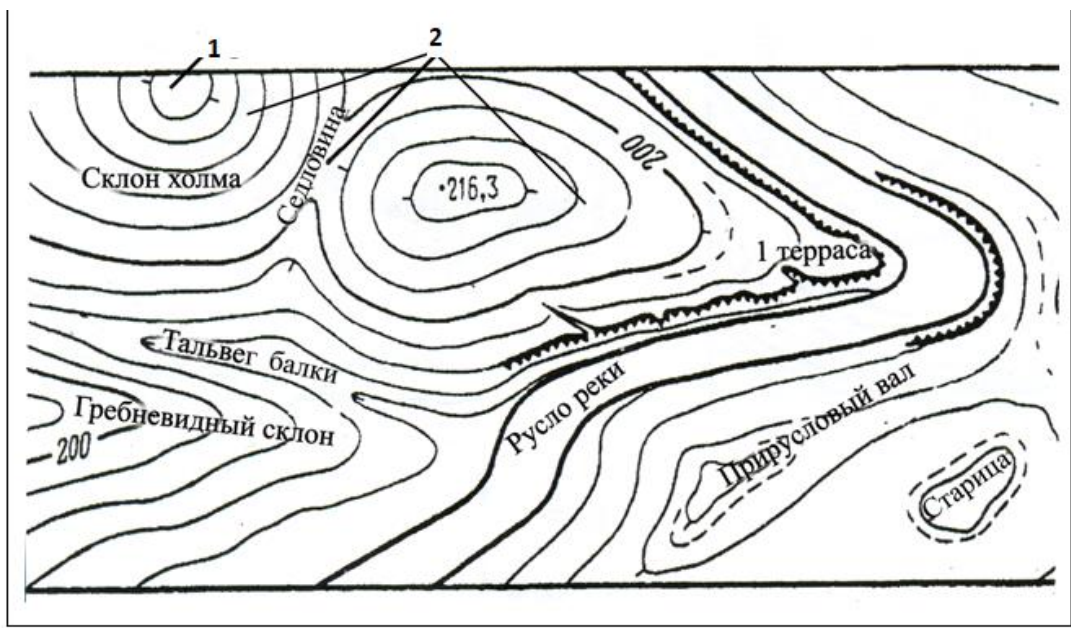 1
2
Седловина
Склон холма
•216,3
200
1 терраса
Тальвег балки
Гребневидный склон
200
Русло реки
Прирусловый вал
Старица